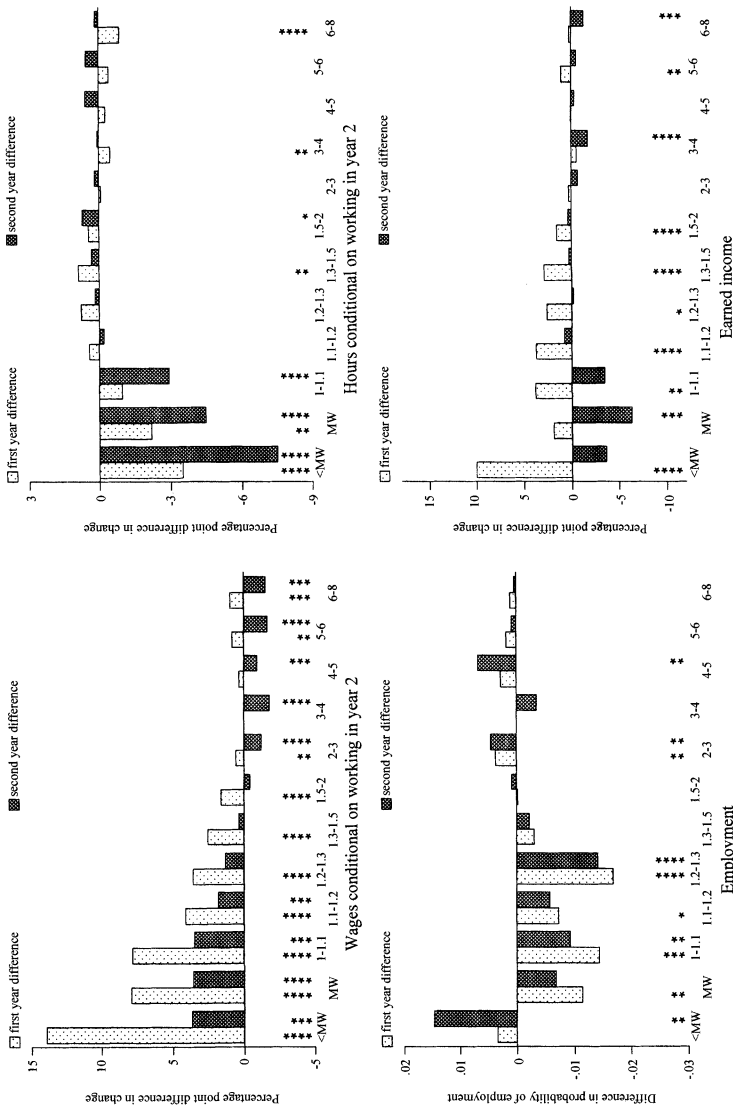 first year difference
second year difference
Percentage point difference in change
15
10
5
0
-5
**** **** **** **** **** *** **** *** **** **** **** **** ** **** **** *** ** **** *** ***
<MW MW 1-1.1 1.1-1.2 1.2-1.3 1.3-1.5 1.5-2 2-3 3-4 4-5 5-6 6-8
Wages conditional on working in year 2
first year difference
second year difference
Percentage point difference in change
3
0
-3
-6
-9
**** **** ** **** **** ** * ** ****
<MW MW 1-1.1 1.1-1.2 1.2-1.3 1.3-1.5 1.5-2 2-3 3-4 4-5 5-6 6-8
Hours conditional on working in year 2
first year difference
second year difference
Difference in probability of employment
.02
.01
0
-.01
-.02
-.03
** ** *** ** * **** **** ** ** **
<MW MW 1-1.1 1.1-1.2 1.2-1.3 1.3-1.5 1.5-2 2-3 3-4 4-5 5-6 6-8
Employment
first year difference
second year difference
Percentage point difference in change
15
10
5
0
-5
-10
**** *** ** **** * **** **** **** ** ***
<MW MW 1-1.1 1.1-1.2 1.2-1.3 1.3-1.5 1.5-2 2-3 3-4 4-5 5-6 6-8
Earned income